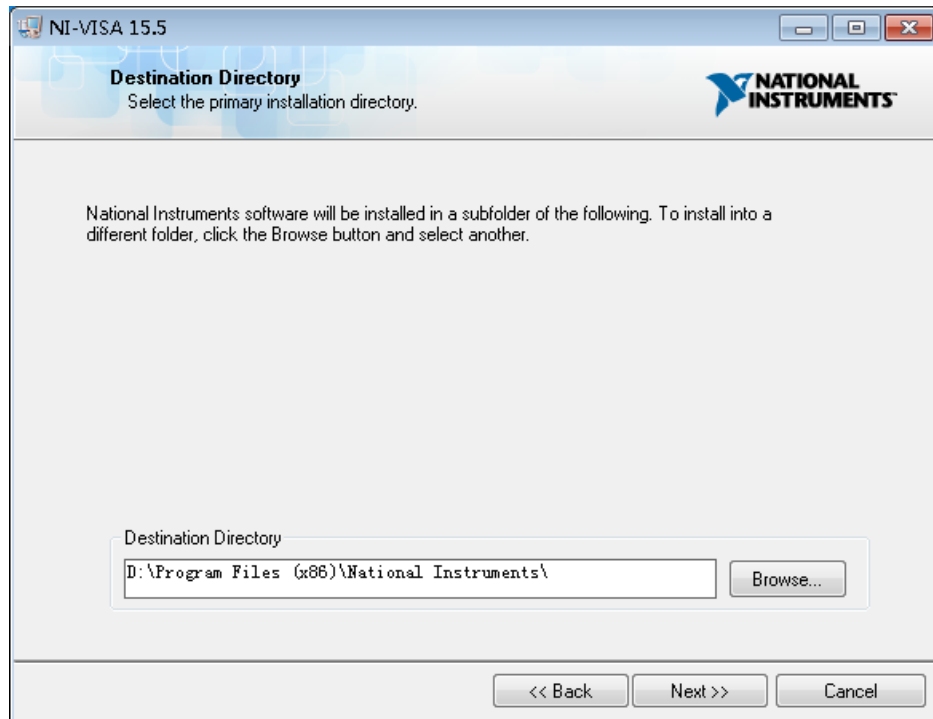 NI-VISA 15.5
Destination Directory
Select the primary installation directory.
NATIONAL
INSTRUMENTS™
National Instruments software will be installed in a subfolder of the following. To install into a
different folder, click the Browse button and select another.
Destination Directory
D:\Program Files (x86)\National Instruments\
Browse...
<< Back
Next >>
Cancel